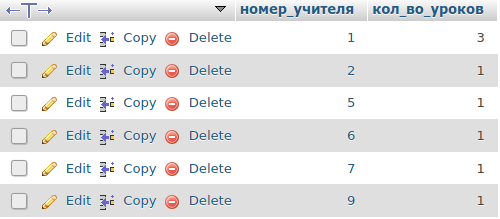 номер_учителя кол_во_уроков
Edit Copy Delete 1 3
Edit Copy Delete 2 1
Edit Copy Delete 5 1
Edit Copy Delete 6 1
Edit Copy Delete 7 1
Edit Copy Delete 9 1